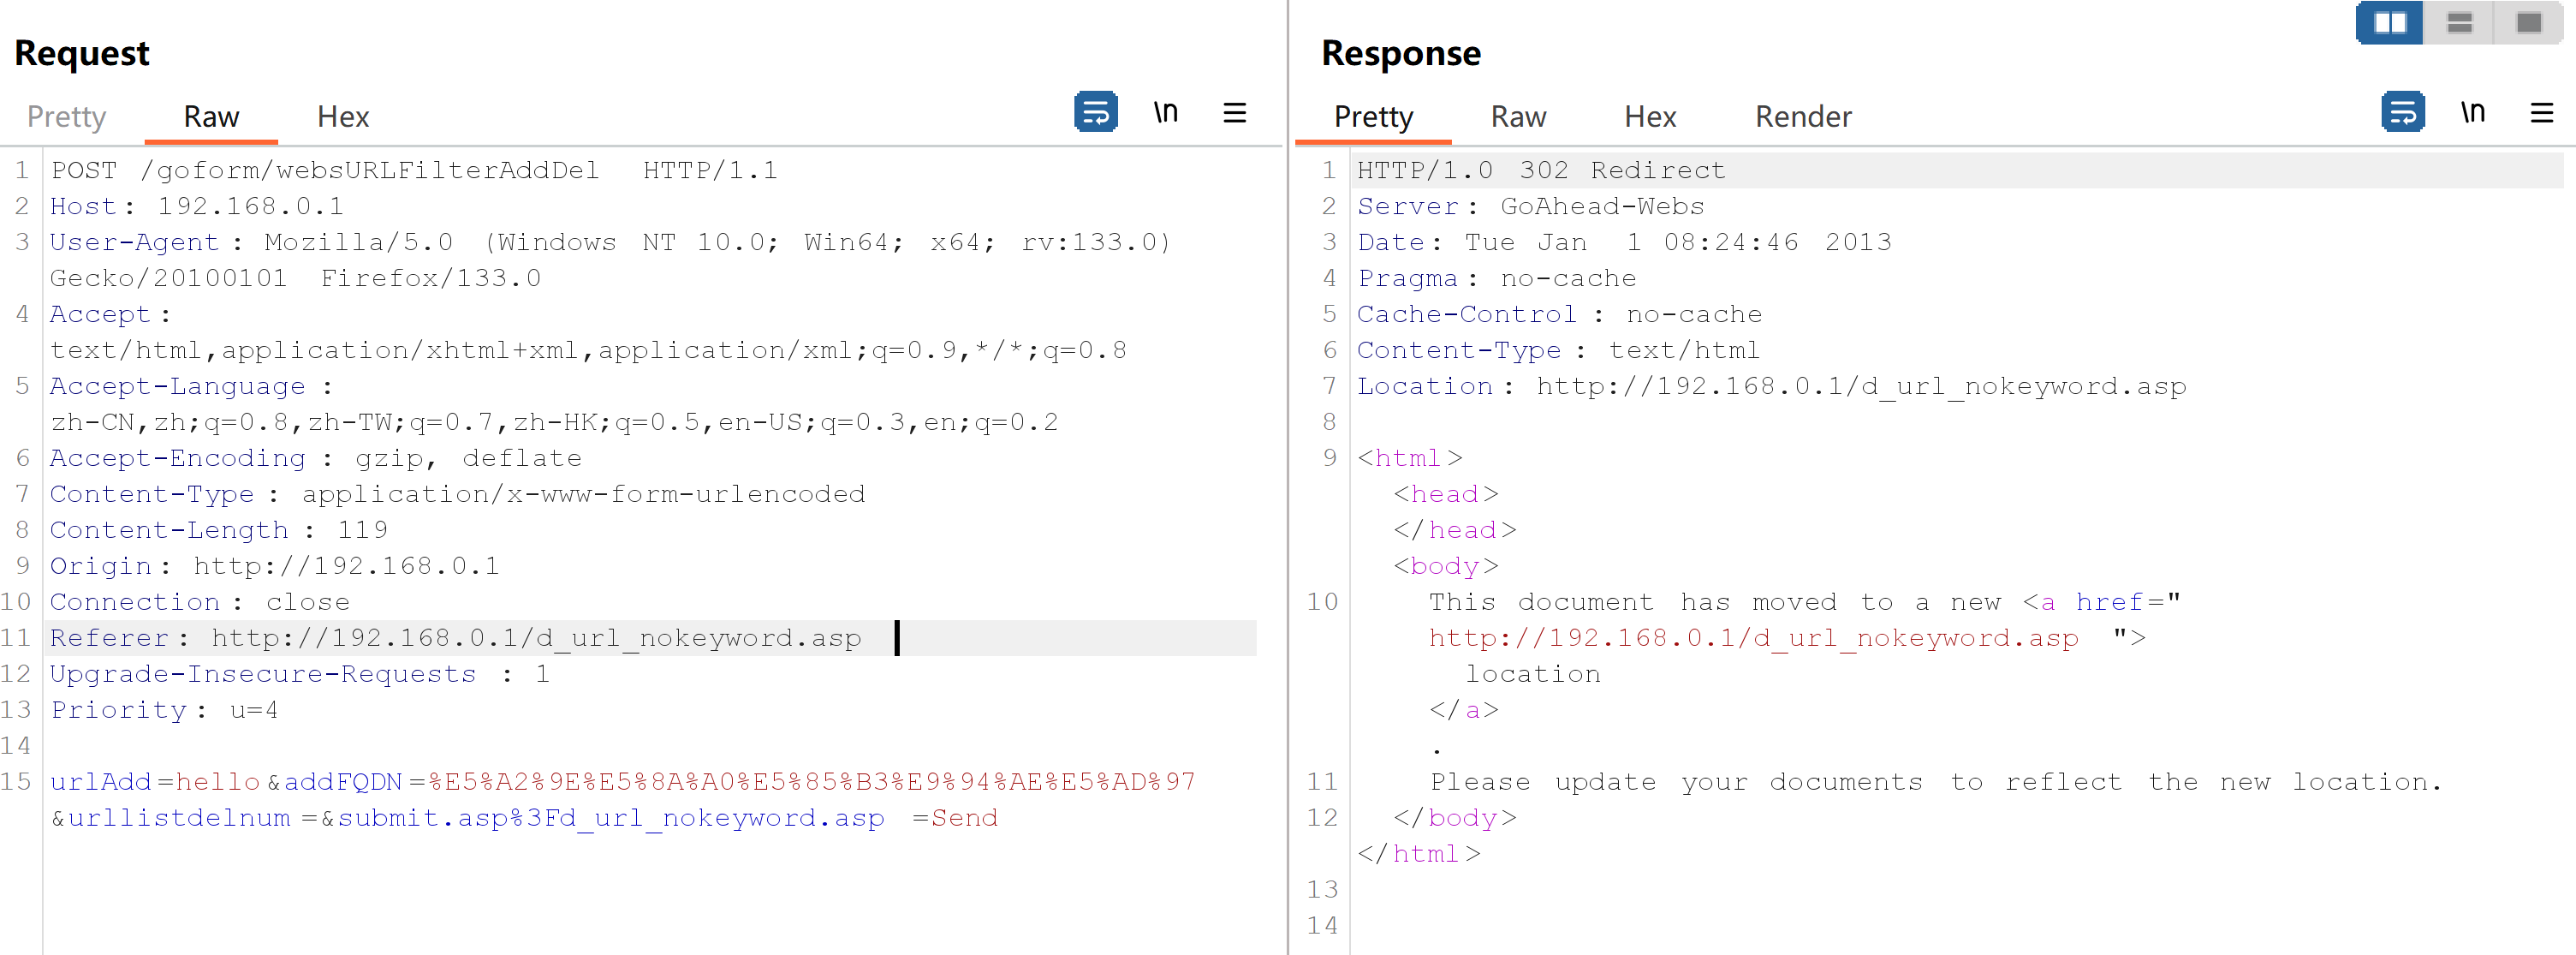 Request
Pretty Raw Hex \n
1 POST /goform/websURLFilterAddDel HTTP/1.1
2 Host: 192.168.0.1
3 User-Agent: Mozilla/5.0 (Windows NT 10.0; Win64; x64; rv:133.0)
Gecko/20100101 Firefox/133.0
4 Accept:
text/html,application/xhtml+xml,application/xml;q=0.9,*/*;q=0.8
5 Accept-Language:
zh-CN,zh;q=0.8,zh-TW;q=0.7,zh-HK;q=0.5,en-US;q=0.3,en;q=0.2
6 Accept-Encoding: gzip, deflate
7 Content-Type: application/x-www-form-urlencoded
8 Content-Length: 119
9 Origin: http://192.168.0.1
10 Connection: close
11 Referer: http://192.168.0.1/d_url_nokeyword.asp
12 Upgrade-Insecure-Requests: 1
13 Priority: u=4
14
15 urlAdd=hello&addFQDN=%E5%A2%9E%E5%8A%A0%E5%85%B3%E9%94%AE%E5%AD%97
&urllistdelnum=&submit.asp%3Fd_url_nokeyword.asp=Send
Response
Pretty Raw Hex Render \n
1 HTTP/1.0 302 Redirect
2 Server: GoAhead-Webs
3 Date: Tue Jan 1 08:24:46 2013
4 Pragma: no-cache
5 Cache-Control: no-cache
6 Content-Type: text/html
7 Location: http://192.168.0.1/d_url_nokeyword.asp
8
9 <html>
<head>
</head>
<body>
10 This document has moved to a new <a href="
http://192.168.0.1/d_url_nokeyword.asp">
location
</a>
.
11 Please update your documents to reflect the new location.
12 </body>
</html>
13
14